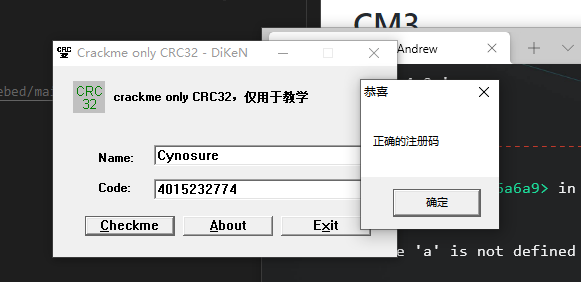 CM3
Crackme only CRC32 - DiKeN
Andrew
CRC
32
crackme only CRC32，仅用于教学
恭喜
正确的注册码
确定
ebed/ma
Name:
Cynosure
Code:
4015232774
Checkme
About
Exit
6a6a9> in
'a' is not defined